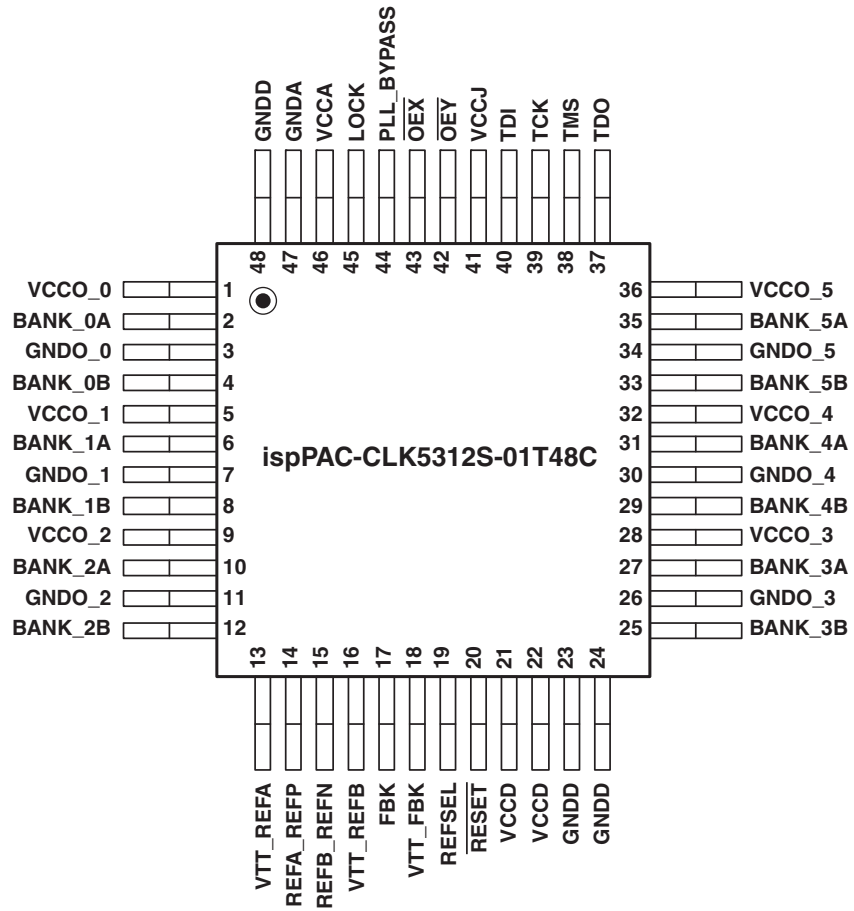 GNDD
GNDA
VCCA
LOCK
PLL_BYPASS
OEX
OEY
VCCJ
TDI
TCK
TMS
TDO
48 47 46 45 44 43 42 41 40 39 38 37
VCCO_0 1
BANK_0A 2
GNDO_0 3
BANK_0B 4
VCCO_1 5
BANK_1A 6
GNDO_1 7
BANK_1B 8
VCCO_2 9
BANK_2A 10
GNDO_2 11
BANK_2B 12
ispPAC-CLK5312S-01T48C
36 VCCO_5
35 BANK_5A
34 GNDO_5
33 BANK_5B
32 VCCO_4
31 BANK_4A
30 GNDO_4
29 BANK_4B
28 VCCO_3
27 BANK_3A
26 GNDO_3
25 BANK_3B
13 14 15 16 17 18 19 20 21 22 23 24
VTT_REFA
REFA_REFP
REFB_REFN
VTT_REFB
FBK
VTT_FBK
REFSEL
RESET
VCCD
VCCD
GNDD
GNDD